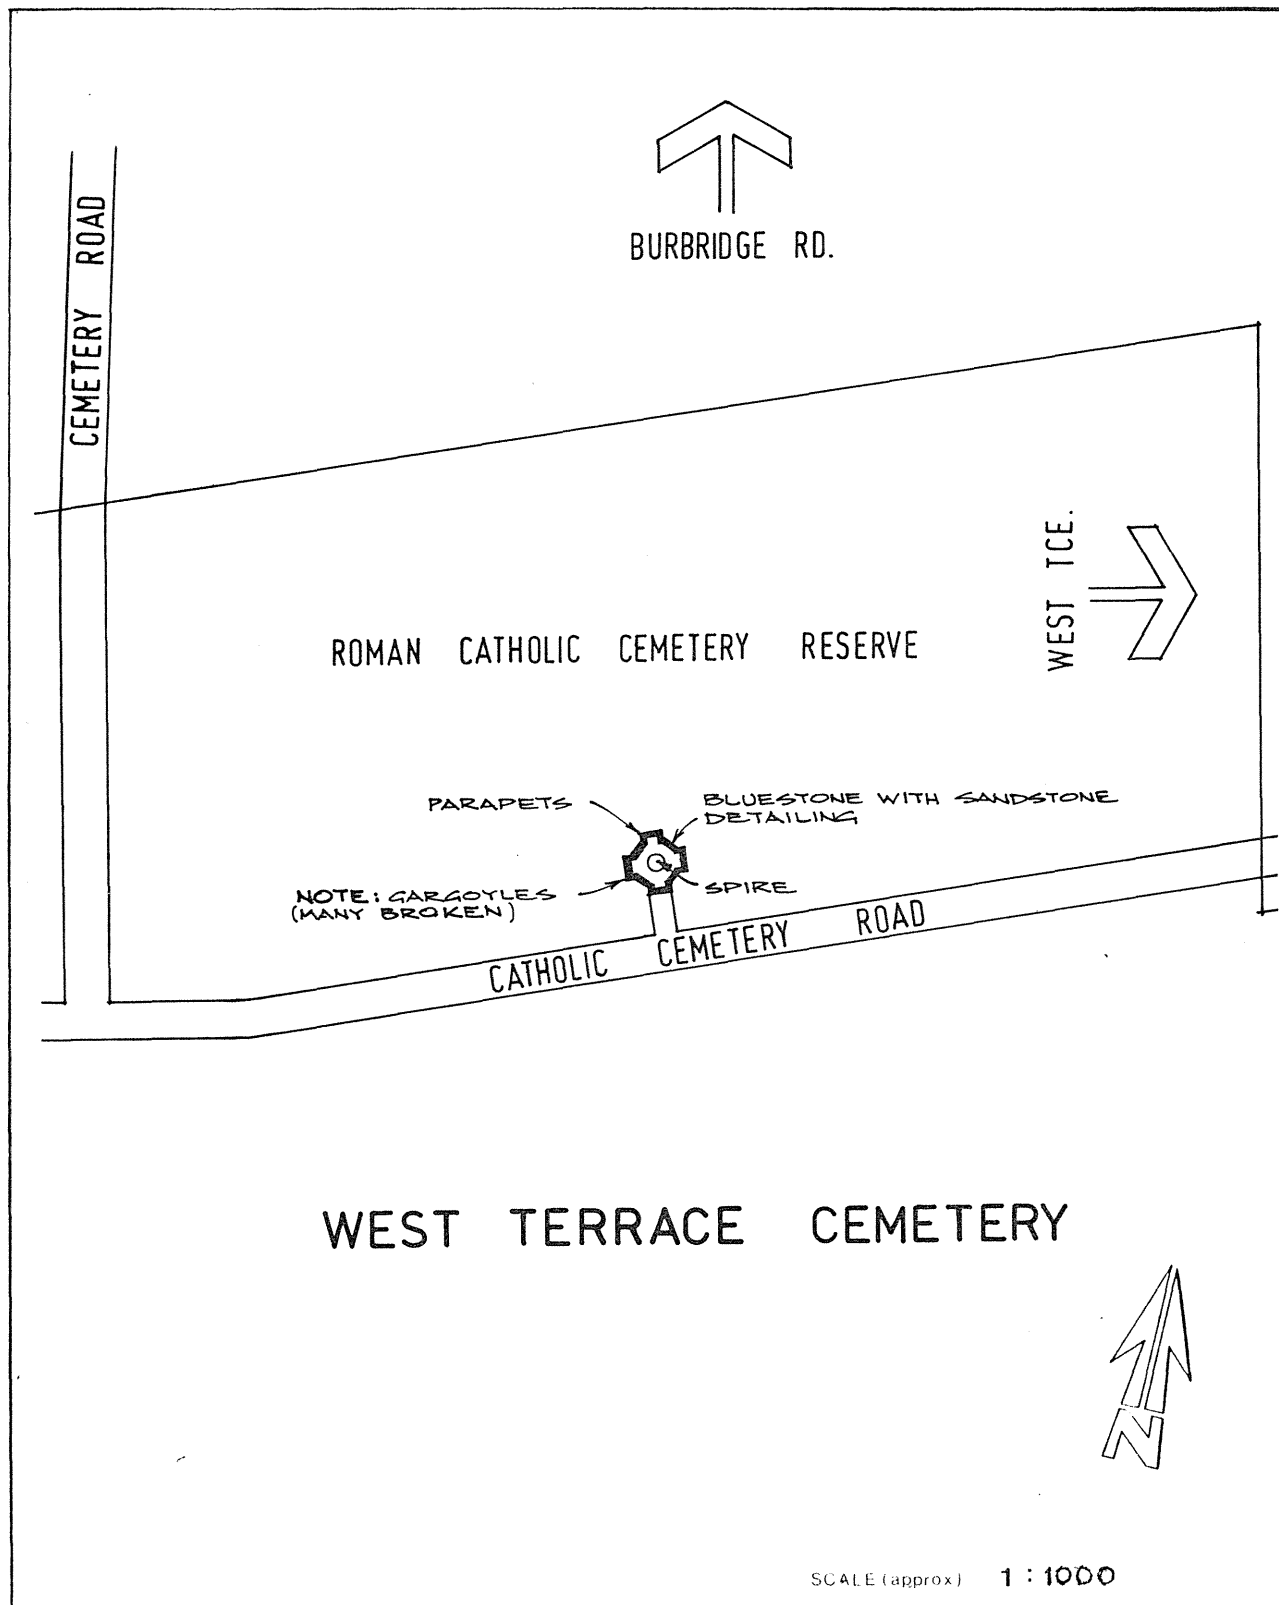 BURBRIDGE RD.
CEMETERY ROAD
WEST TCE.
ROMAN CATHOLIC CEMETERY RESERVE
PARAPETS
BLUESTONE WITH SANDSTONE
DETAILING
NOTE: GARGOYLES
(MANY BROKEN)
SPIRE
CATHOLIC CEMETERY ROAD
WEST TERRACE CEMETERY
N
SCALE (approx) 1 : 1000